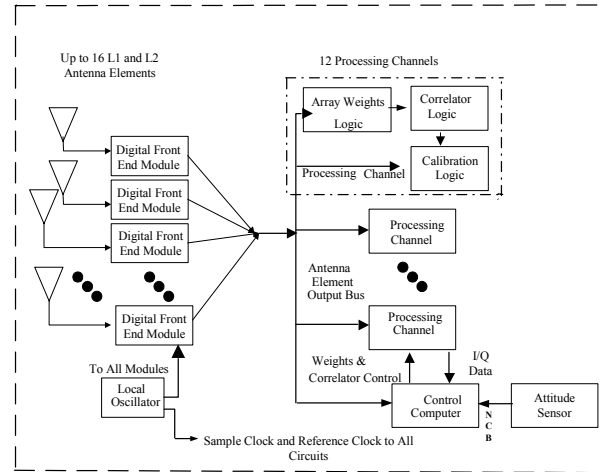 Up to 16 L1 and L2
Antenna Elements
12 Processing Channels
Array Weights
Logic
Correlator
Logic
Processing Channel
Calibration
Logic
Digital Front
End Module
Digital Front
End Module
Digital Front
End Module
Digital Front
End Module
Processing
Channel
Antenna
Element
Output Bus
Processing
Channel
To All Modules
Local
Oscillator
Weights &
Correlator Control
I/Q
Data
Control
Computer
N
C
B
Attitude
Sensor
Sample Clock and Reference Clock to All
Circuits